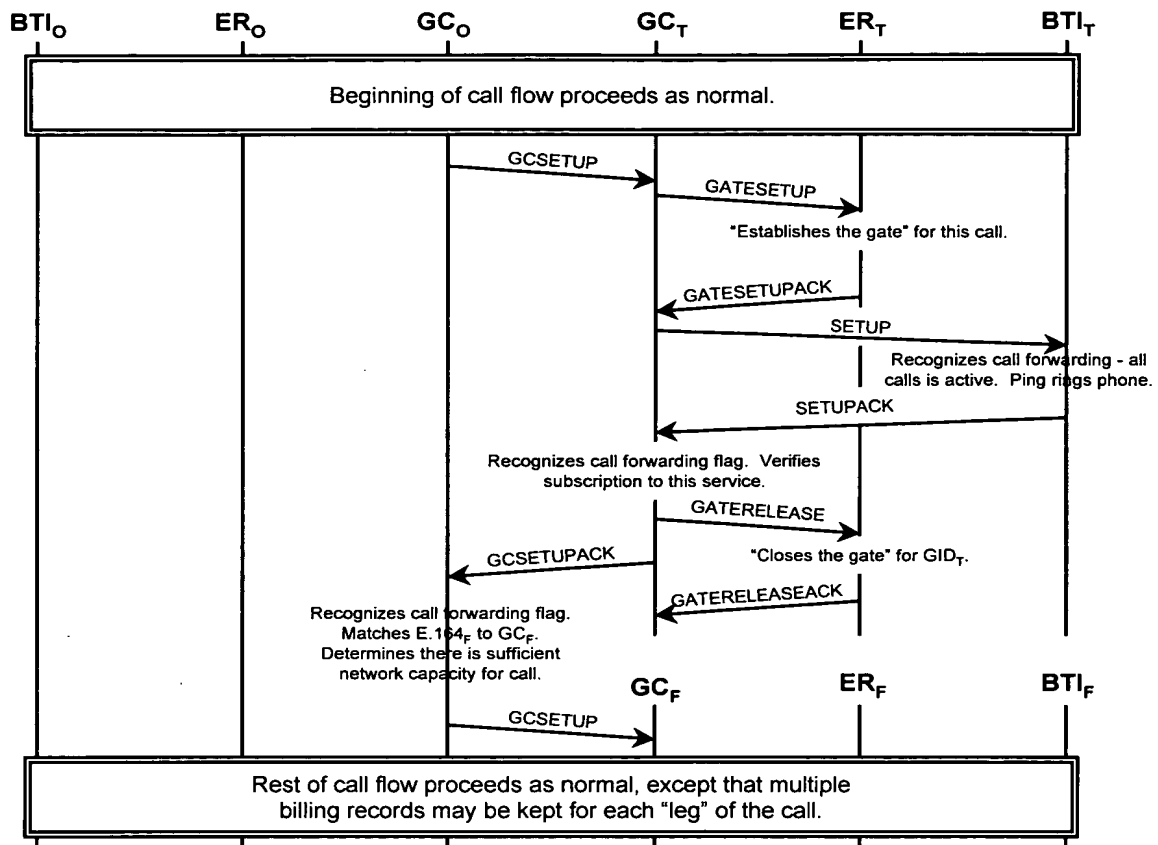 BTI_O ER_O GC_O GC_T ER_T BTI_T
Beginning of call flow proceeds as normal.
GCSETUP
GATESETUP
"Establishes the gate" for this call.
GATESETUPACK
SETUP
Recognizes call forwarding - all
calls is active. Ping rings phone.
SETUPACK
Recognizes call forwarding flag. Verifies
subscription to this service.
GATERELEASE
GCSETUPACK
"Closes the gate" for GID_T.
GATERELEASEACK
Recognizes call forwarding flag.
Matches E.164_F to GC_F.
Determines there is sufficient
network capacity for call.
GC_F ER_F BTI_F
GCSETUP
Rest of call flow proceeds as normal, except that multiple
billing records may be kept for each "leg" of the call.